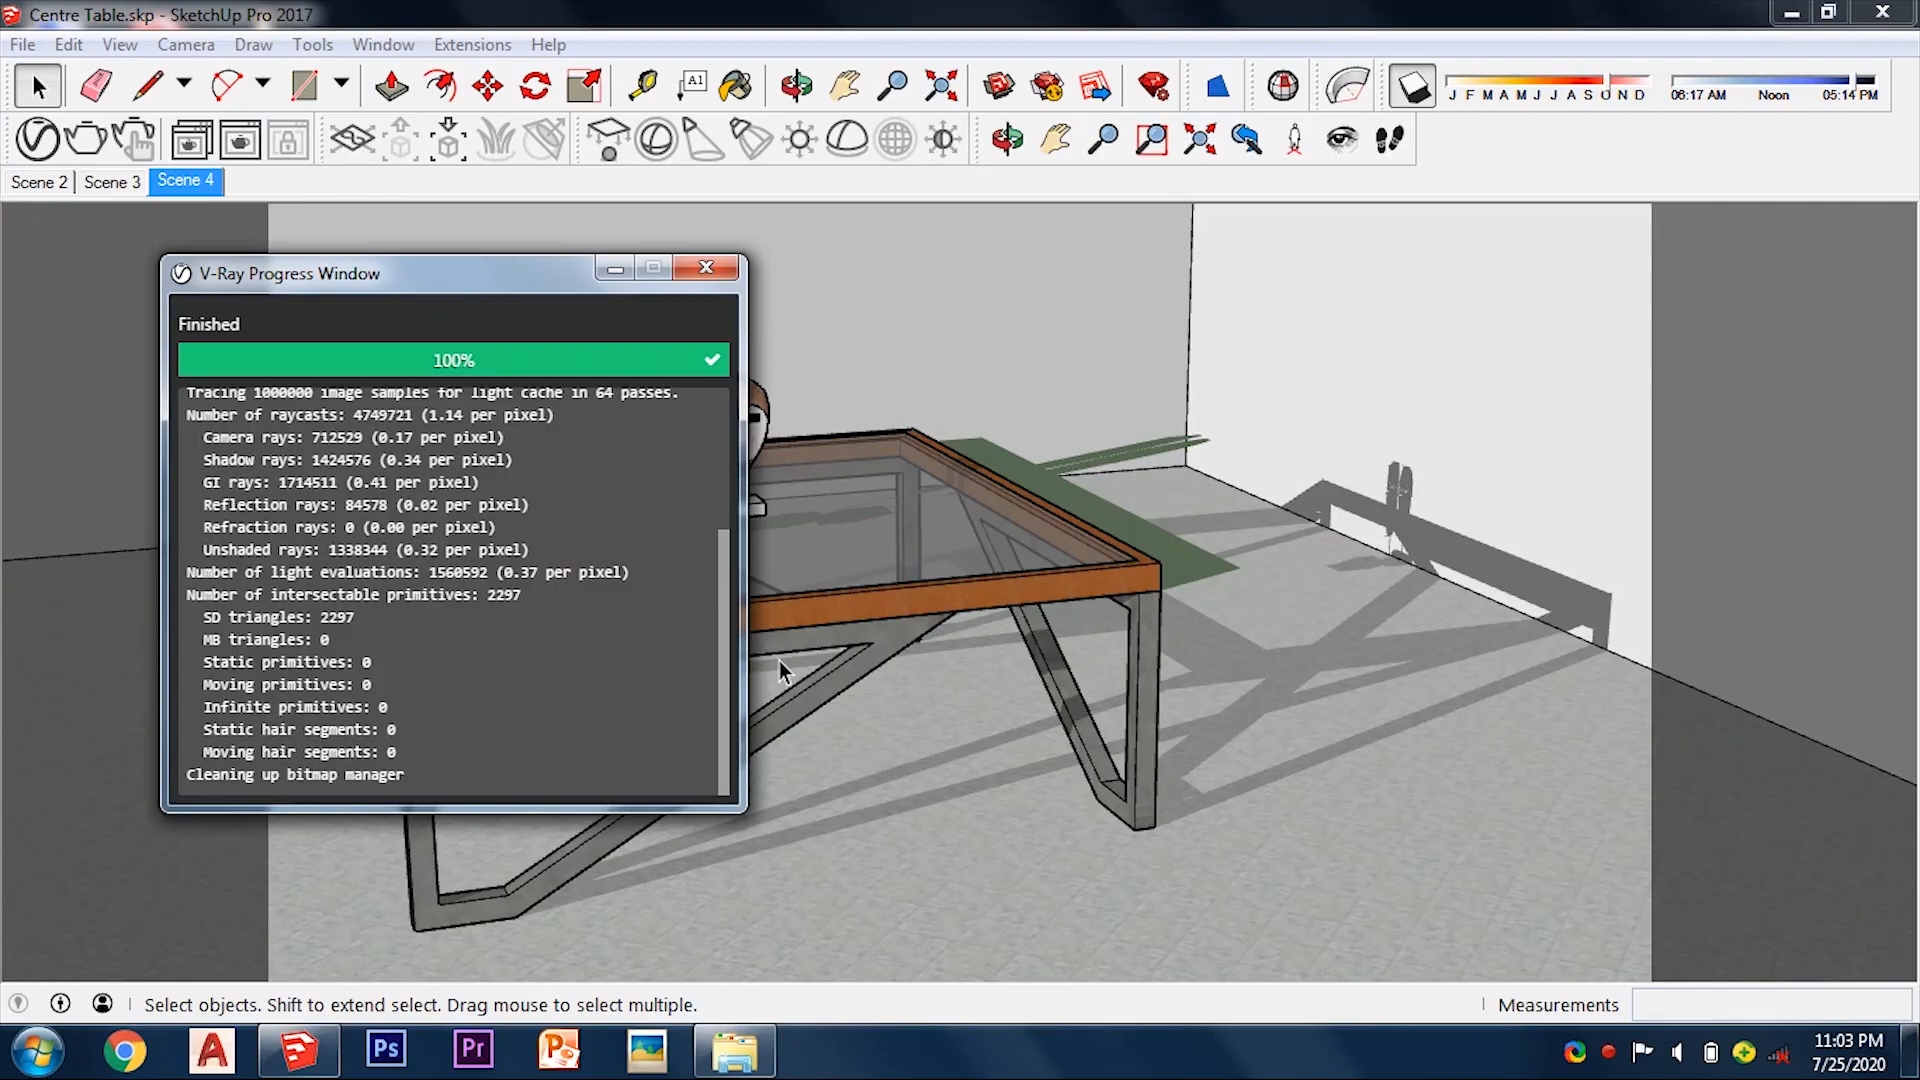 Centre Table.skp - SketchUp Pro 2017
File Edit View Camera Draw Tools Window Extensions Help
A1
J F M A M J J A S O N D
06:17 AM Noon 05:14 PM
Scene 2 Scene 3 Scene 4
V-Ray Progress Window
Finished
100%
Tracing 1000000 image samples for light cache in 64 passes.
Number of raycasts: 4749721 (1.14 per pixel)
Camera rays: 712529 (0.17 per pixel)
Shadow rays: 1424576 (0.34 per pixel)
GI rays: 1714511 (0.41 per pixel)
Reflection rays: 84578 (0.02 per pixel)
Refraction rays: 0 (0.00 per pixel)
Unshaded rays: 1338344 (0.32 per pixel)
Number of light evaluations: 1560592 (0.37 per pixel)
Number of intersectable primitives: 2297
SD triangles: 2297
MB triangles: 0
Static primitives: 0
Moving primitives: 0
Infinite primitives: 0
Static hair segments: 0
Moving hair segments: 0
Cleaning up bitmap manager
Select objects. Shift to extend select. Drag mouse to select multiple.
Measurements
A Ps Pr P
11:03 PM
7/25/2020